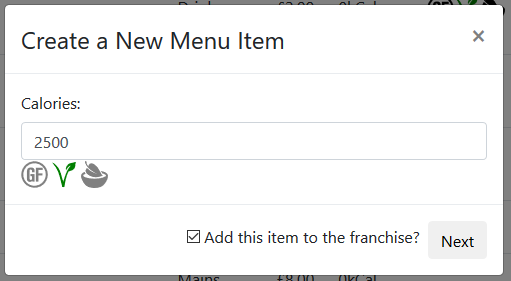 Create a New Menu Item ×
Calories:
2500
GF
Add this item to the franchise? Next
Mains £8.00 0kCal